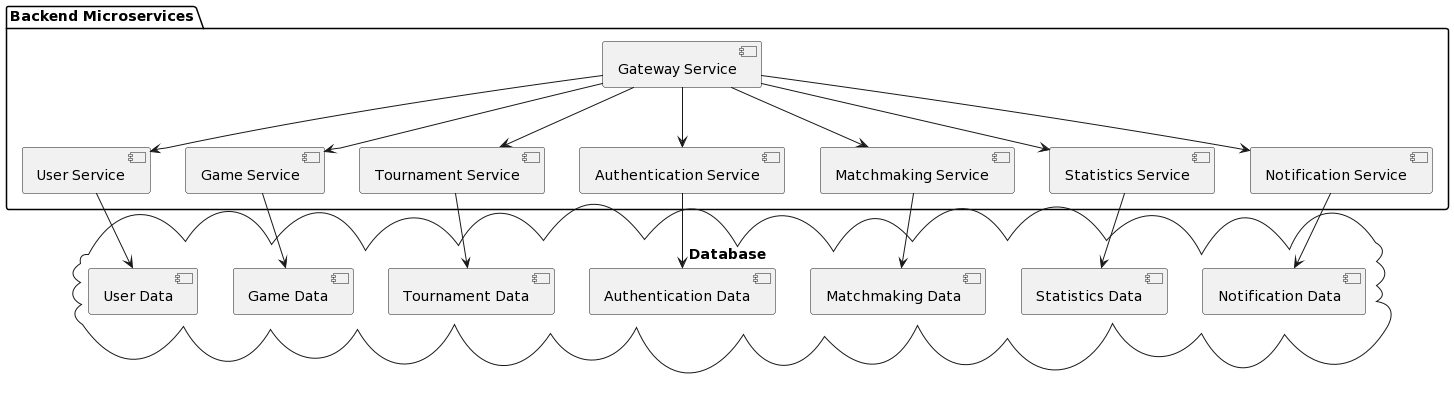 Backend Microservices
Gateway Service
User Service
Game Service
Tournament Service
Authentication Service
Matchmaking Service
Statistics Service
Notification Service
Database
User Data
Game Data
Tournament Data
Authentication Data
Matchmaking Data
Statistics Data
Notification Data